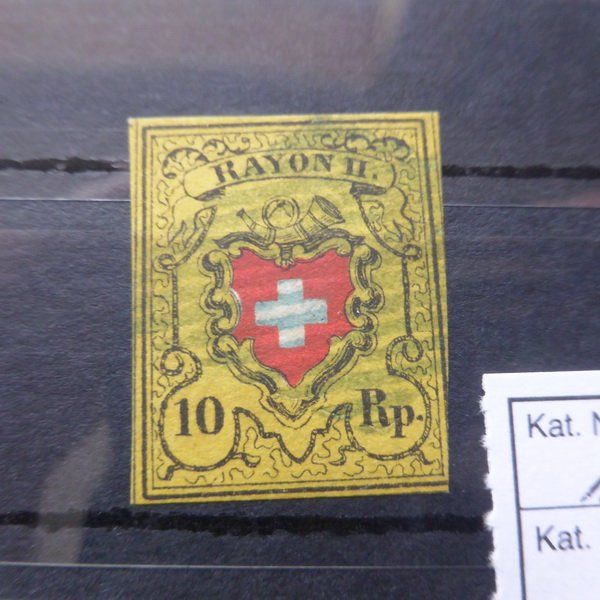 RAYON II.
10 Rp.
Kat.
Kat.